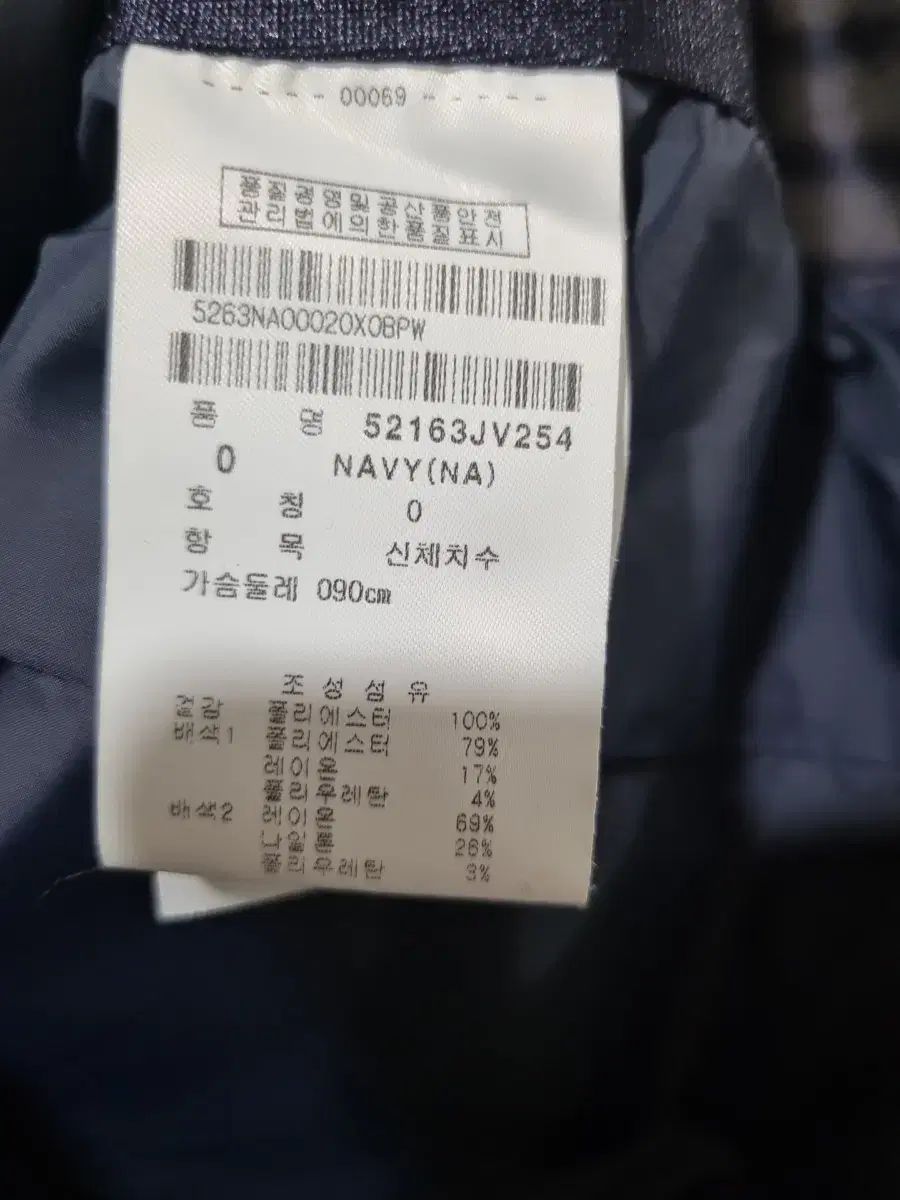 - - - - - 00069 - - - - -
품질경영및공산품안전
관리법에의한품질표시
5263NA00020X0BPW
품 명 52163JV254
0 NAVY(NA)
호 칭 0
항 목 신체치수
가슴둘레 090cm
조성섬유
겉감 폴리에스터 100%
배색1 폴리에스터 79%
레이온 17%
폴리우레탄 4%
배색2 레이온 69%
나일론 28%
폴리우레탄 3%